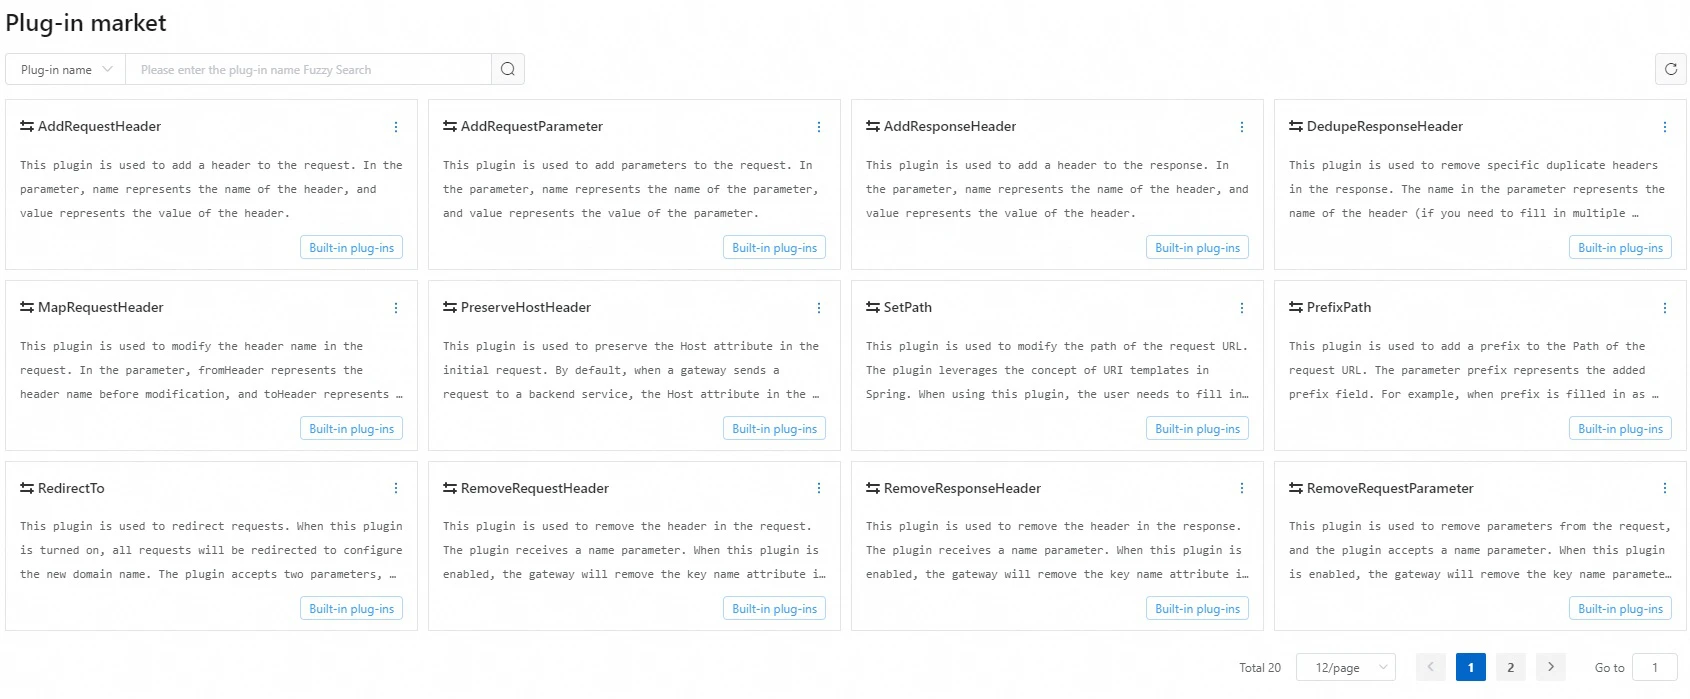 Plug-in market
Plug-in name
Please enter the plug-in name Fuzzy Search
AddRequestHeader
This plugin is used to add a header to the request. In the
parameter, name represents the name of the header, and
value represents the value of the header.
Built-in plug-ins
AddRequestParameter
This plugin is used to add parameters to the request. In
the parameter, name represents the name of the parameter,
and value represents the value of the parameter.
Built-in plug-ins
AddResponseHeader
This plugin is used to add a header to the response. In
the parameter, name represents the name of the header, and
value represents the value of the header.
Built-in plug-ins
DedupeResponseHeader
This plugin is used to remove specific duplicate headers
in the response. The name in the parameter represents the
name of the header (if you need to fill in multiple …
Built-in plug-ins
MapRequestHeader
This plugin is used to modify the header name in the
request. In the parameter, fromHeader represents the
header name before modification, and toHeader represents …
Built-in plug-ins
PreserveHostHeader
This plugin is used to preserve the Host attribute in the
initial request. By default, when a gateway sends a
request to a backend service, the Host attribute in the …
Built-in plug-ins
SetPath
This plugin is used to modify the path of the request URL.
The plugin leverages the concept of URI templates in
Spring. When using this plugin, the user needs to fill in…
Built-in plug-ins
PrefixPath
This plugin is used to add a prefix to the Path of the
request URL. The parameter prefix represents the added
prefix field. For example, when prefix is filled in as …
Built-in plug-ins
RedirectTo
This plugin is used to redirect requests. When this plugin
is turned on, all requests will be redirected to configure
the new domain name. The plugin accepts two parameters, …
Built-in plug-ins
RemoveRequestHeader
This plugin is used to remove the header in the request.
The plugin receives a name parameter. When this plugin is
enabled, the gateway will remove the key name attribute i…
Built-in plug-ins
RemoveResponseHeader
This plugin is used to remove the header in the response.
The plugin receives a name parameter. When this plugin is
enabled, the gateway will remove the key name attribute i…
Built-in plug-ins
RemoveRequestParameter
This plugin is used to remove parameters from the request,
and the plugin accepts a name parameter. When this plugin
is enabled, the gateway will remove the key name paramete…
Built-in plug-ins
Total 20 12/page < 1 2 > Go to 1